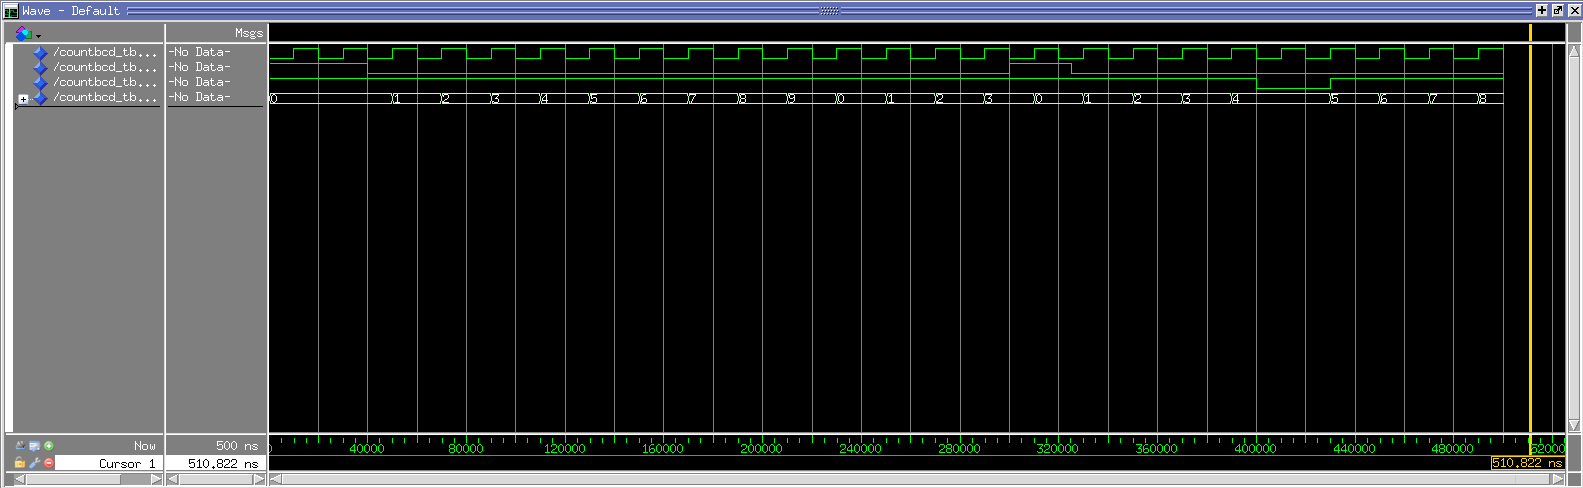 Wave - Default
Msgs
/countbcd_tb... -No Data-
/countbcd_tb... -No Data-
/countbcd_tb... -No Data-
/countbcd_tb... -No Data- 0 1 2 3 4 5 6 7 8 9 0 1 2 3 0 1 2 3 4 5 6 7 8
Now 500 ns 40000 80000 120000 160000 200000 240000 280000 320000 360000 400000 440000 480000
Cursor 1 510.822 ns 510.822 ns